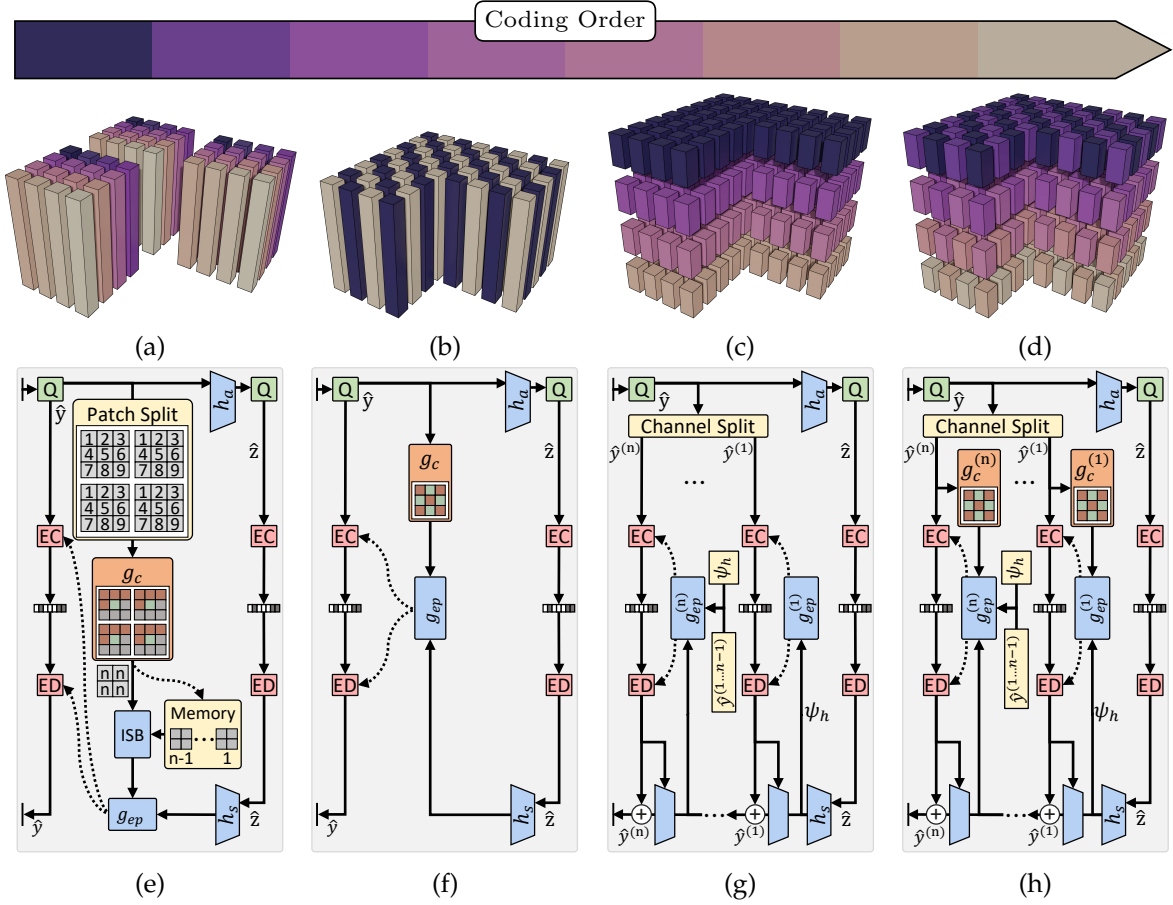 Coding Order
(a) (b) (c) (d)
Q h_a Q
ŷ
Patch Split
1 2 3 1 2 3
4 5 6 4 5 6
7 8 9 7 8 9
1 2 3 1 2 3
4 5 6 4 5 6
7 8 9 7 8 9
ẑ
EC EC
g_c
n n
n n
ED ED
Memory
ISB
n-1 1
g_ep h_s ẑ
ŷ
Q h_a Q
ŷ
ẑ
g_c
EC EC
g_ep
ED ED
h_s ẑ
ŷ
Q h_a Q
ŷ
Channel Split
ŷ^(n) ŷ^(1) ẑ
...
EC EC EC
ψ_h
g_ep^(n) g_ep^(1)
ŷ^(1...n−1)
ED ED ED
ψ_h
+ ... + h_s ẑ
ŷ^(n) ŷ^(1)
Q h_a Q
ŷ
Channel Split
ŷ^(n) ŷ^(1) ẑ
g_c^(n) ... g_c^(1)
EC EC EC
ψ_h
g_ep^(n) g_ep^(1)
ŷ^(1...n−1)
ED ED ED
ψ_h
+ ... + h_s ẑ
ŷ^(n) ŷ^(1)
(e) (f) (g) (h)